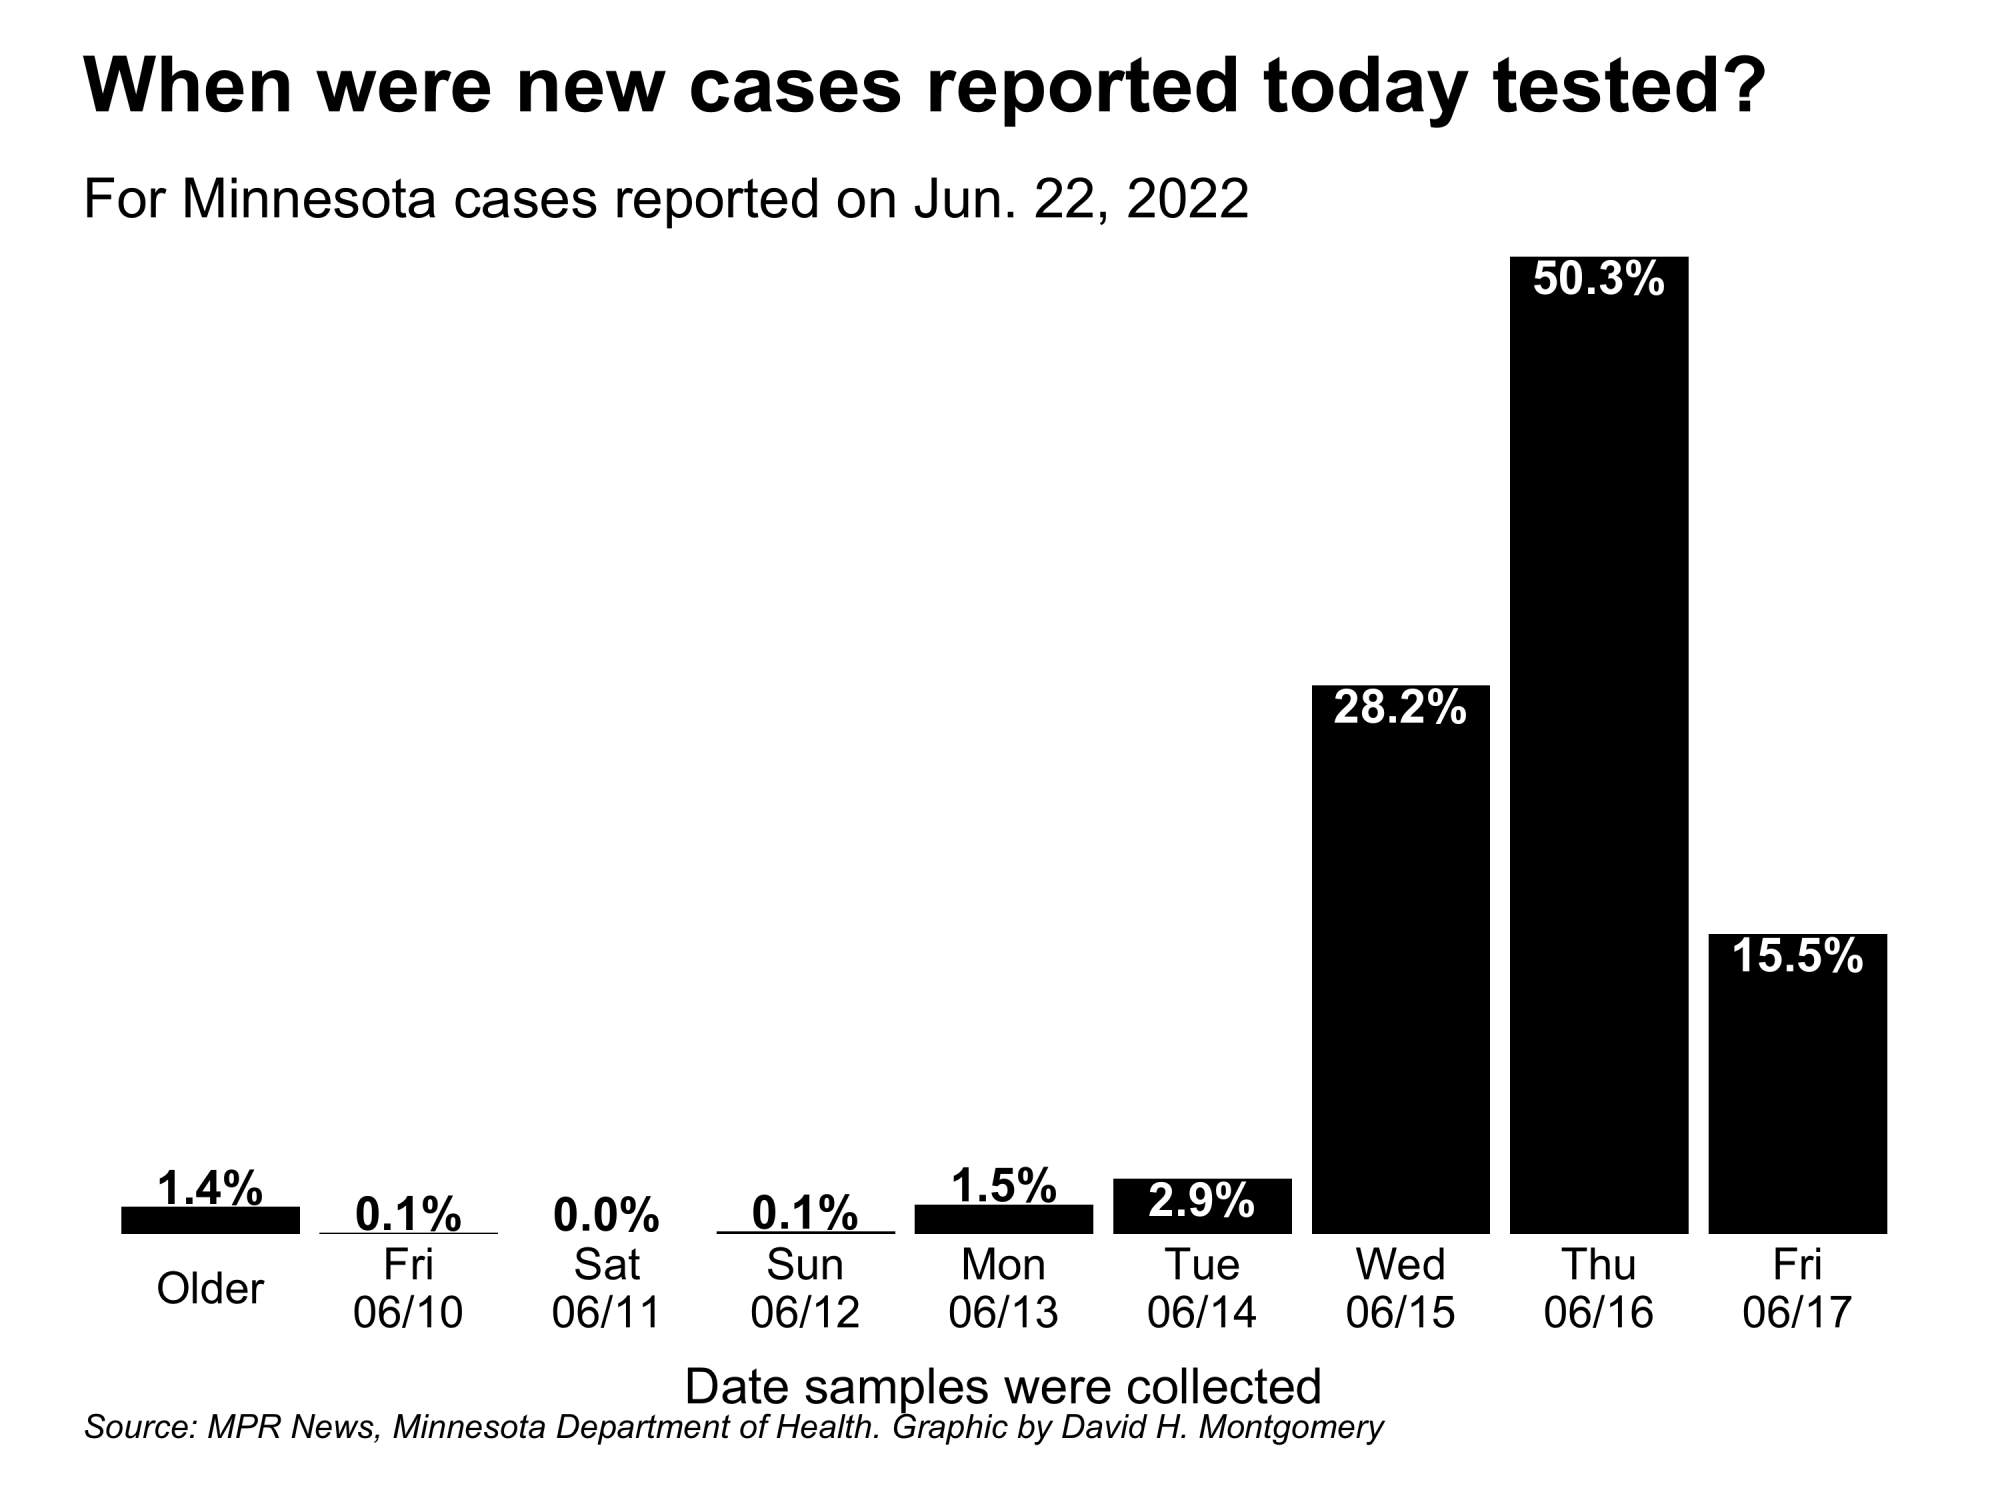 When were new cases reported today tested?
For Minnesota cases reported on Jun. 22, 2022
50.3%
28.2%
15.5%
1.4%
0.1%
0.0%
0.1%
1.5%
2.9%
Older
Fri
06/10
Sat
06/11
Sun
06/12
Mon
06/13
Tue
06/14
Wed
06/15
Thu
06/16
Fri
06/17
Date samples were collected
Source: MPR News, Minnesota Department of Health. Graphic by David H. Montgomery